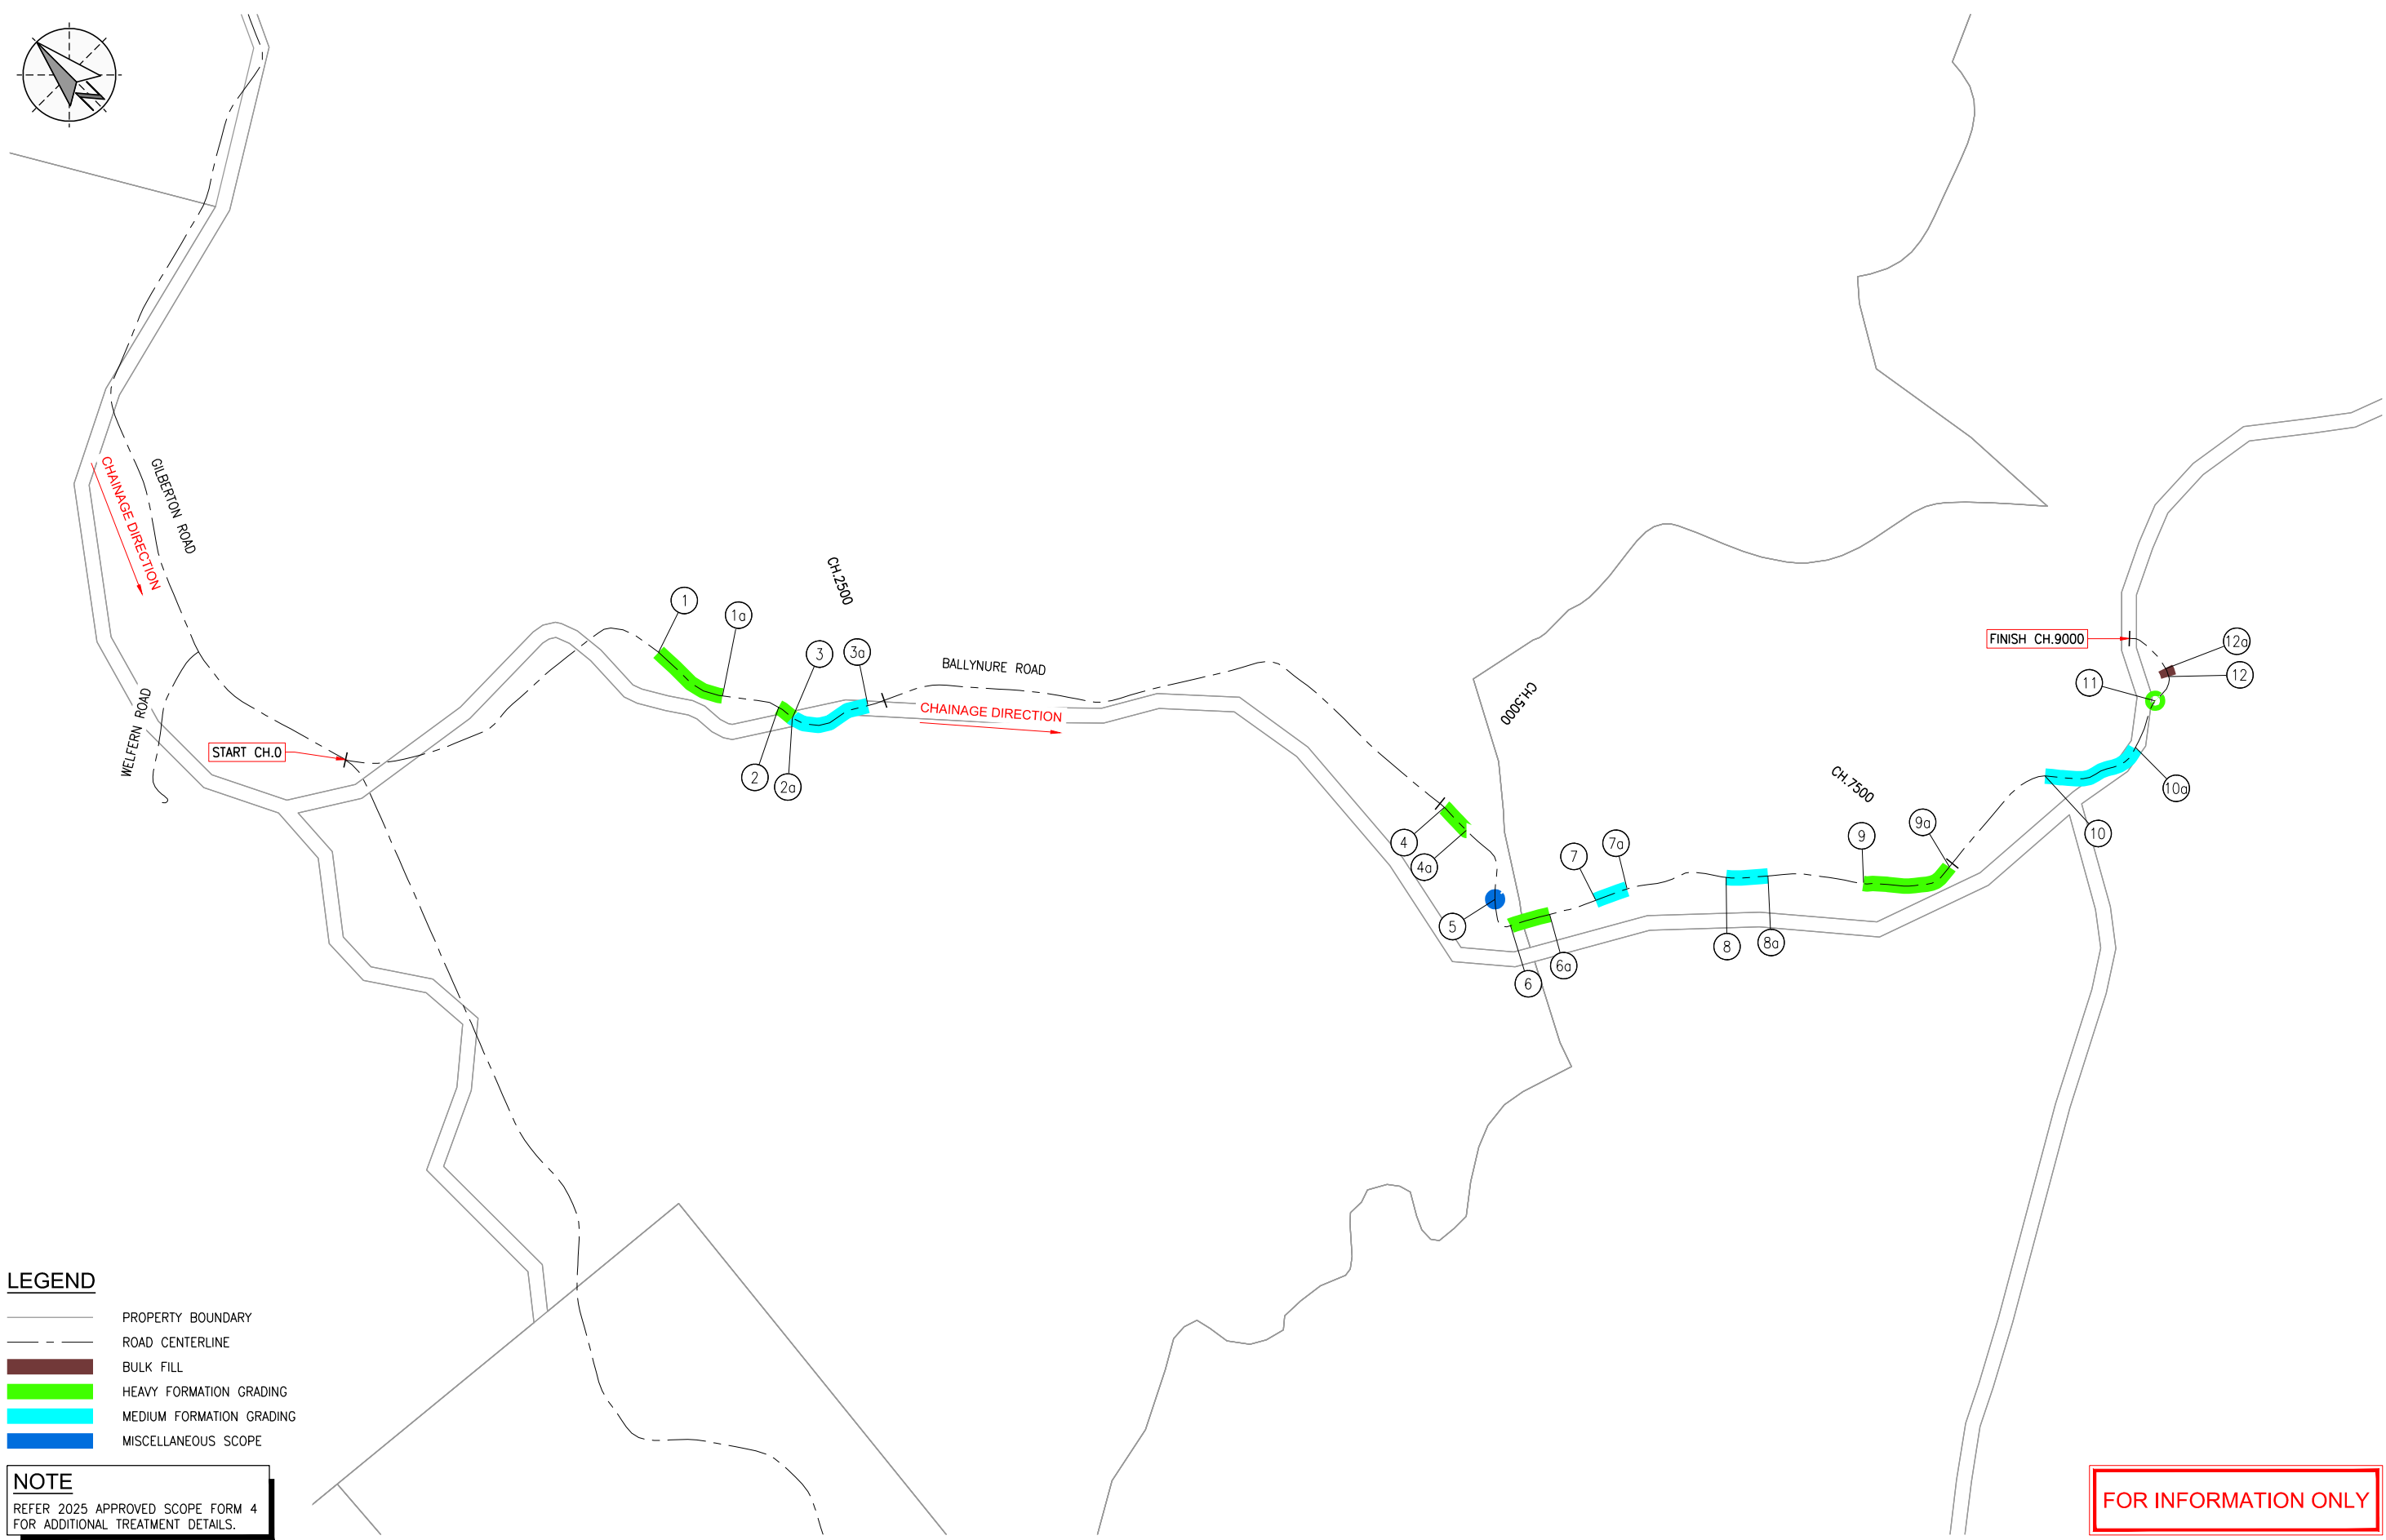 GILBERTON ROAD
CHAINAGE DIRECTION
WELFERN ROAD
START CH.0
1
1a
CH.2500
2
2a
3
3a
BALLYNURE ROAD
CHAINAGE DIRECTION
4
4a
CH.5000
5
6
6a
7
7a
8
8a
CH.7500
9
9a
10
10a
11
FINISH CH.9000
12a
12
LEGEND
PROPERTY BOUNDARY
ROAD CENTERLINE
BULK FILL
HEAVY FORMATION GRADING
MEDIUM FORMATION GRADING
MISCELLANEOUS SCOPE
NOTE
REFER 2025 APPROVED SCOPE FORM 4
FOR ADDITIONAL TREATMENT DETAILS.
FOR INFORMATION ONLY